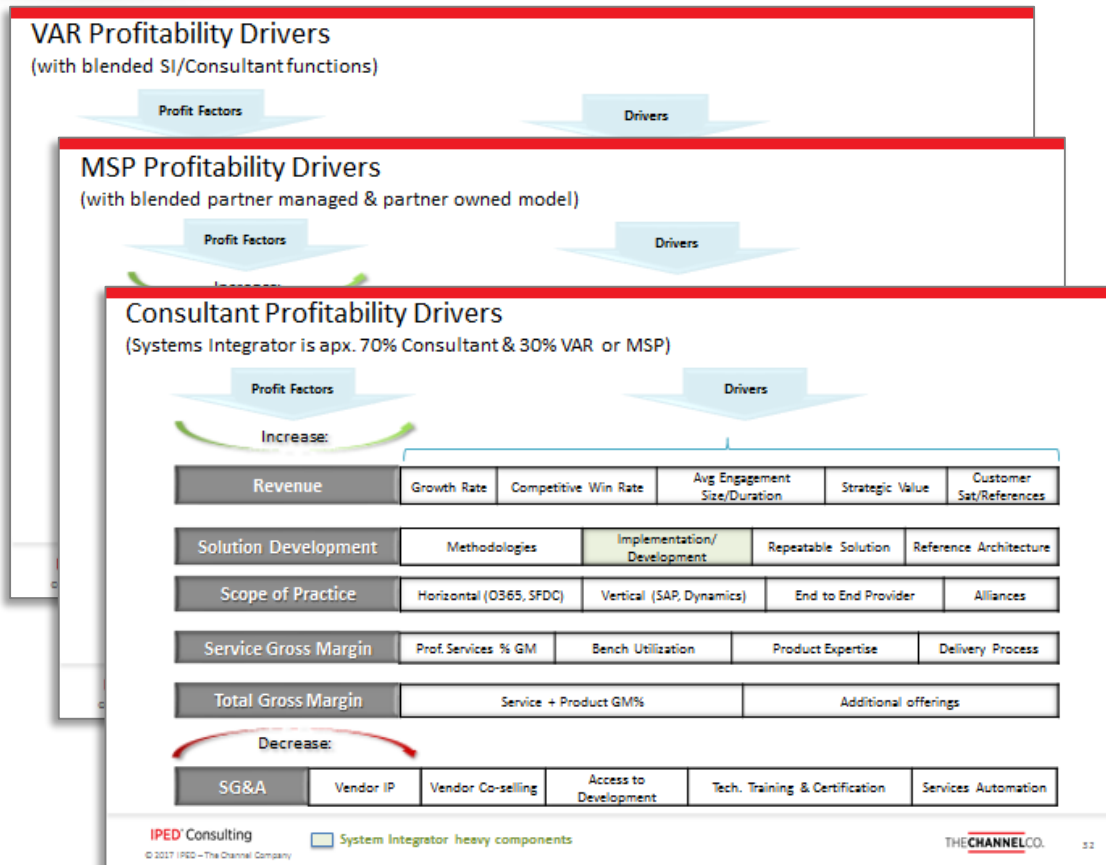 VAR Profitability Drivers
(with blended SI/Consultant functions)
Profit Factors
Drivers
MSP Profitability Drivers
(with blended partner managed & partner owned model)
Profit Factors
Drivers
Consultant Profitability Drivers
(Systems Integrator is apx. 70% Consultant & 30% VAR or MSP)
Profit Factors
Drivers
Increase:
Revenue
Growth Rate
Competitive Win Rate
Avg Engagement
Size/Duration
Strategic Value
Customer
Sat/References
Solution Development
Methodologies
Implementation/
Development
Repeatable Solution
Reference Architecture
Scope of Practice
Horizontal (O365, SFDC)
Vertical (SAP, Dynamics)
End to End Provider
Alliances
Service Gross Margin
Prof. Services % GM
Bench Utilization
Product Expertise
Delivery Process
Total Gross Margin
Service + Product GM%
Additional offerings
Decrease:
SG&A
Vendor IP
Vendor Co-selling
Access to
Development
Tech. Training & Certification
Services Automation
IPED Consulting
System Integrator heavy components
THECHANNELCO.
32
© 2017 IPED – The Channel Company